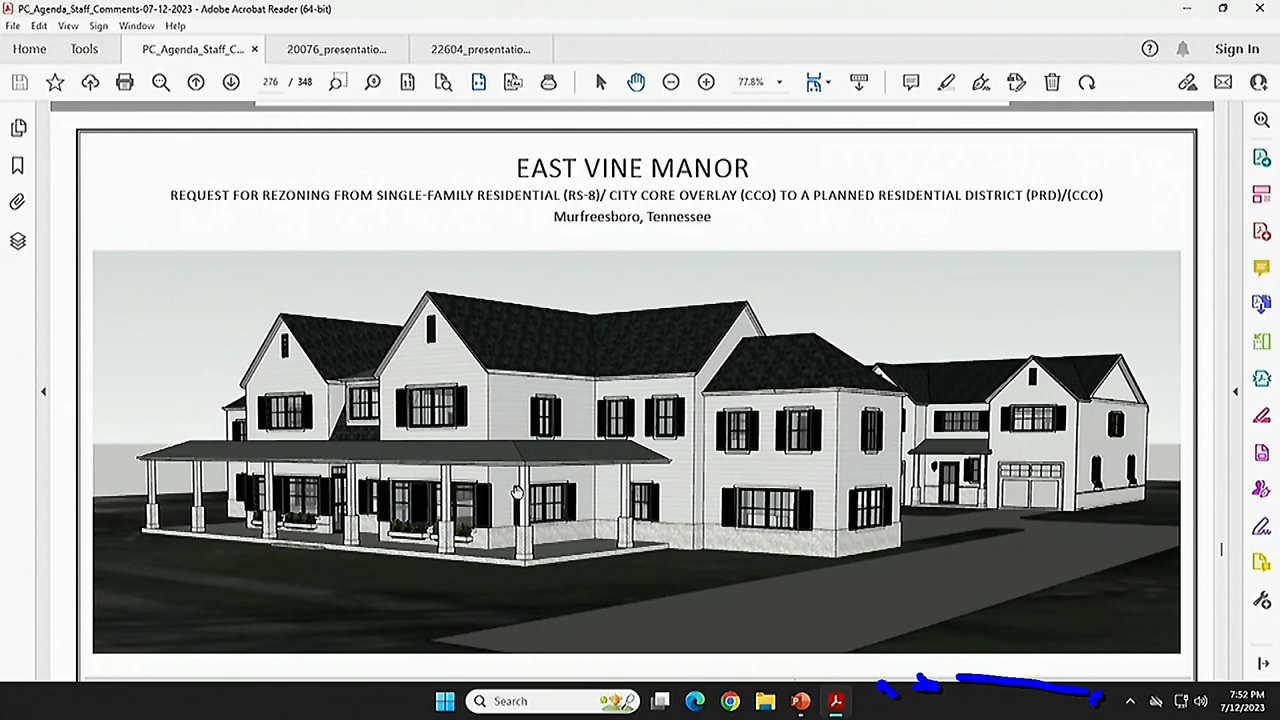 PC_Agenda_Staff_Comments-07-12-2023 - Adobe Acrobat Reader (64-bit)
File Edit View Sign Window Help
Home Tools PC_Agenda_Staff_C... × 20076_presentatio... 22604_presentatio... Sign In
276 / 348 77.8%
EAST VINE MANOR
REQUEST FOR REZONING FROM SINGLE-FAMILY RESIDENTIAL (RS-8)/ CITY CORE OVERLAY (CCO) TO A PLANNED RESIDENTIAL DISTRICT (PRD)/(CCO)
Murfreesboro, Tennessee
Search
7:52 PM
7/12/2023